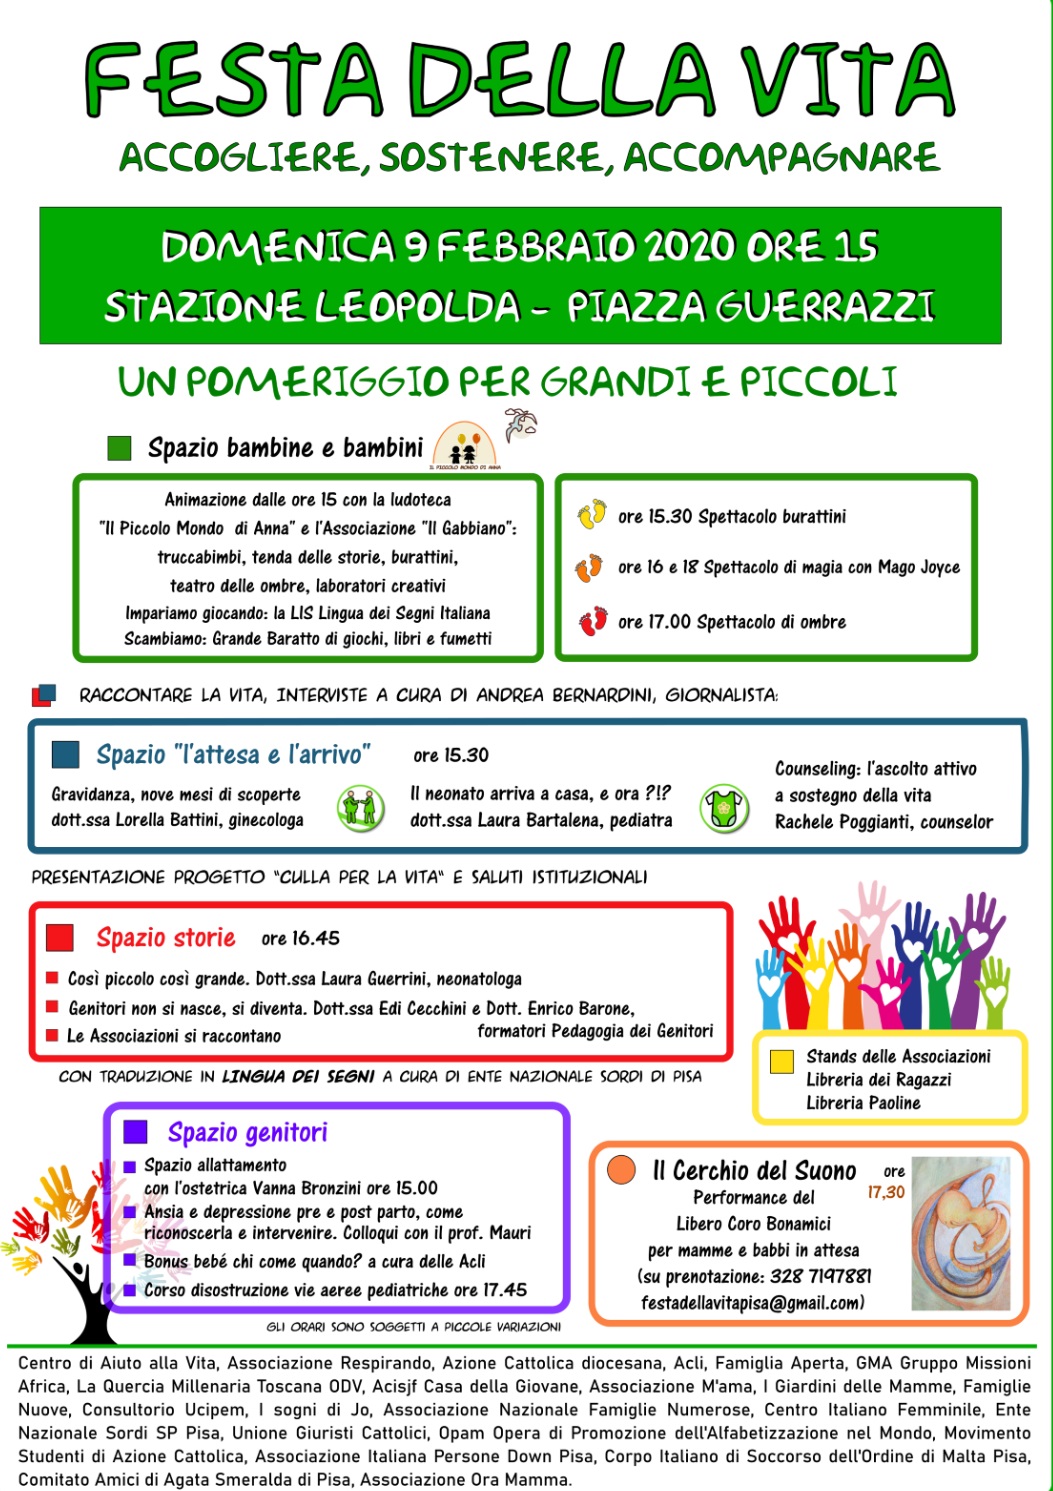 FESTA DELLA VITA
ACCOGLIERE, SOSTENERE, ACCOMPAGNARE
DOMENICA 9 FEBBRAIO 2020 ORE 15
STAZIONE LEOPOLDA - PIAZZA GUERRAZZI
UN POMERIGGIO PER GRANDI E PICCOLI
Spazio bambine e bambini
IL PICCOLO MONDO DI ANNA
Animazione dalle ore 15 con la ludoteca
"Il Piccolo Mondo di Anna" e l'Associazione "Il Gabbiano":
truccabimbi, tenda delle storie, burattini,
teatro delle ombre, laboratori creativi
Impariamo giocando: la LIS Lingua dei Segni Italiana
Scambiamo: Grande Baratto di giochi, libri e fumetti
ore 15.30 Spettacolo burattini
ore 16 e 18 Spettacolo di magia con Mago Joyce
ore 17.00 Spettacolo di ombre
RACCONTARE LA VITA, INTERVISTE A CURA DI ANDREA BERNARDINI, GIORNALISTA:
Spazio "l'attesa e l'arrivo" ore 15.30
Gravidanza, nove mesi di scoperte
dott.ssa Lorella Battini, ginecologa
Il neonato arriva a casa, e ora ?!?
dott.ssa Laura Bartalena, pediatra
Counseling: l'ascolto attivo
a sostegno della vita
Rachele Poggianti, counselor
PRESENTAZIONE PROGETTO "CULLA PER LA VITA" E SALUTI ISTITUZIONALI
Spazio storie ore 16.45
Così piccolo così grande. Dott.ssa Laura Guerrini, neonatologa
Genitori non si nasce, si diventa. Dott.ssa Edi Cecchini e Dott. Enrico Barone,
formatori Pedagogia dei Genitori
Le Associazioni si raccontano
CON TRADUZIONE IN LINGUA DEI SEGNI A CURA DI ENTE NAZIONALE SORDI DI PISA
Stands delle Associazioni
Libreria dei Ragazzi
Libreria Paoline
Spazio genitori
Spazio allattamento
con l'ostetrica Vanna Bronzini ore 15.00
Ansia e depressione pre e post parto, come
riconoscerla e intervenire. Colloqui con il prof. Mauri
Bonus bebé chi come quando? a cura delle Acli
Corso disostruzione vie aeree pediatriche ore 17.45
GLI ORARI SONO SOGGETTI A PICCOLE VARIAZIONI
Il Cerchio del Suono ore
17,30
Performance del
Libero Coro Bonamici
per mamme e babbi in attesa
(su prenotazione: 328 7197881
festadellavitapisa@gmail.com)
Centro di Aiuto alla Vita, Associazione Respirando, Azione Cattolica diocesana, Acli, Famiglia Aperta, GMA Gruppo Missioni
Africa, La Quercia Millenaria Toscana ODV, Acisjf Casa della Giovane, Associazione M'ama, I Giardini delle Mamme, Famiglie
Nuove, Consultorio Ucipem, I sogni di Jo, Associazione Nazionale Famiglie Numerose, Centro Italiano Femminile, Ente
Nazionale Sordi SP Pisa, Unione Giuristi Cattolici, Opam Opera di Promozione dell'Alfabetizzazione nel Mondo, Movimento
Studenti di Azione Cattolica, Associazione Italiana Persone Down Pisa, Corpo Italiano di Soccorso dell'Ordine di Malta Pisa,
Comitato Amici di Agata Smeralda di Pisa, Associazione Ora Mamma.